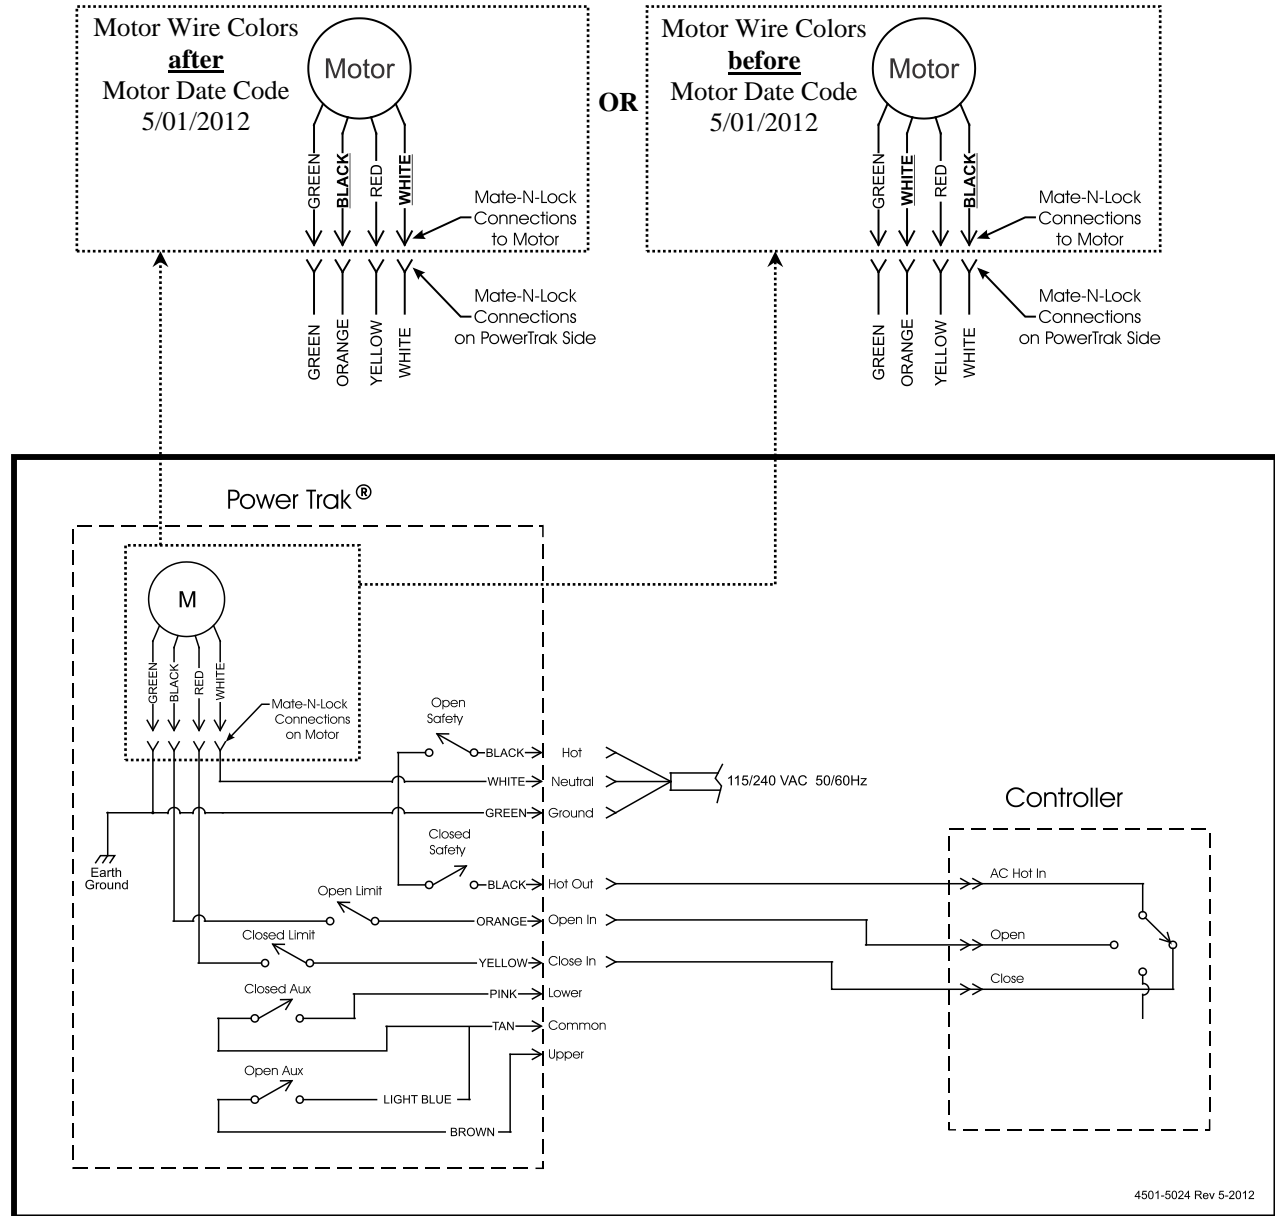 Motor Wire Colors
after
Motor Date Code
5/01/2012
Motor
GREEN
BLACK
RED
WHITE
Mate-N-Lock
Connections
to Motor
Mate-N-Lock
Connections
on PowerTrak Side
GREEN
ORANGE
YELLOW
WHITE
OR
Motor Wire Colors
before
Motor Date Code
5/01/2012
Motor
GREEN
WHITE
RED
BLACK
Mate-N-Lock
Connections
to Motor
Mate-N-Lock
Connections
on PowerTrak Side
GREEN
ORANGE
YELLOW
WHITE
Power Trak ®
M
GREEN
BLACK
RED
WHITE
Mate-N-Lock
Connections
on Motor
Open
Safety
BLACK
Hot
WHITE
Neutral
115/240 VAC 50/60Hz
GREEN
Ground
Earth
Ground
Closed
Safety
BLACK
Hot Out
Open Limit
ORANGE
Open In
Closed Limit
YELLOW
Close In
Closed Aux
PINK
Lower
TAN
Common
Upper
Open Aux
LIGHT BLUE
BROWN
Controller
AC Hot In
Open
Close
4501-5024 Rev 5-2012